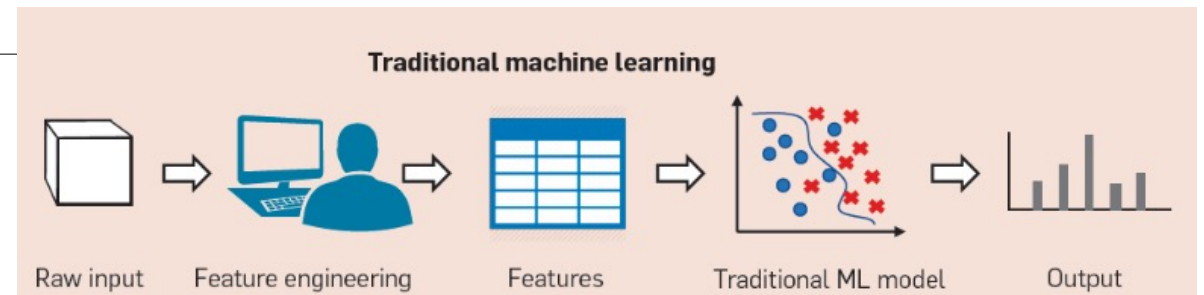 Traditional machine learning
Raw input
Feature engineering
Features
Traditional ML model
Output